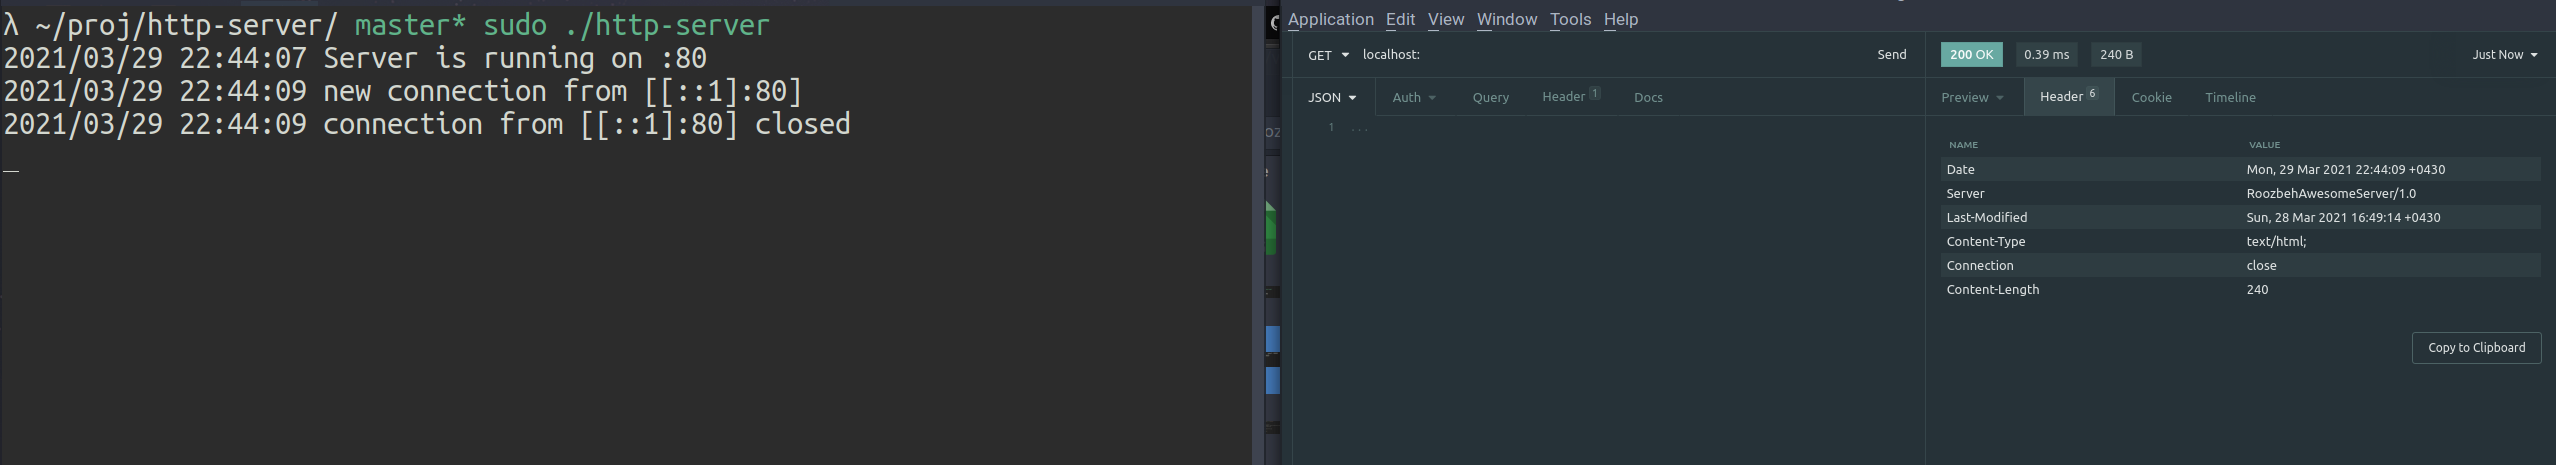 λ ~/proj/http-server/ master* sudo ./http-server
2021/03/29 22:44:07 Server is running on :80
2021/03/29 22:44:09 new connection from [[::1]:80]
2021/03/29 22:44:09 connection from [[::1]:80] closed
Application Edit View Window Tools Help
GET localhost: Send
200 OK 0.39 ms 240 B Just Now
JSON Auth Query Header 1 Docs
Preview Header 6 Cookie Timeline
1 ...
NAME VALUE
Date Mon, 29 Mar 2021 22:44:09 +0430
Server RoozbehAwesomeServer/1.0
Last-Modified Sun, 28 Mar 2021 16:49:14 +0430
Content-Type text/html;
Connection close
Content-Length 240
Copy to Clipboard